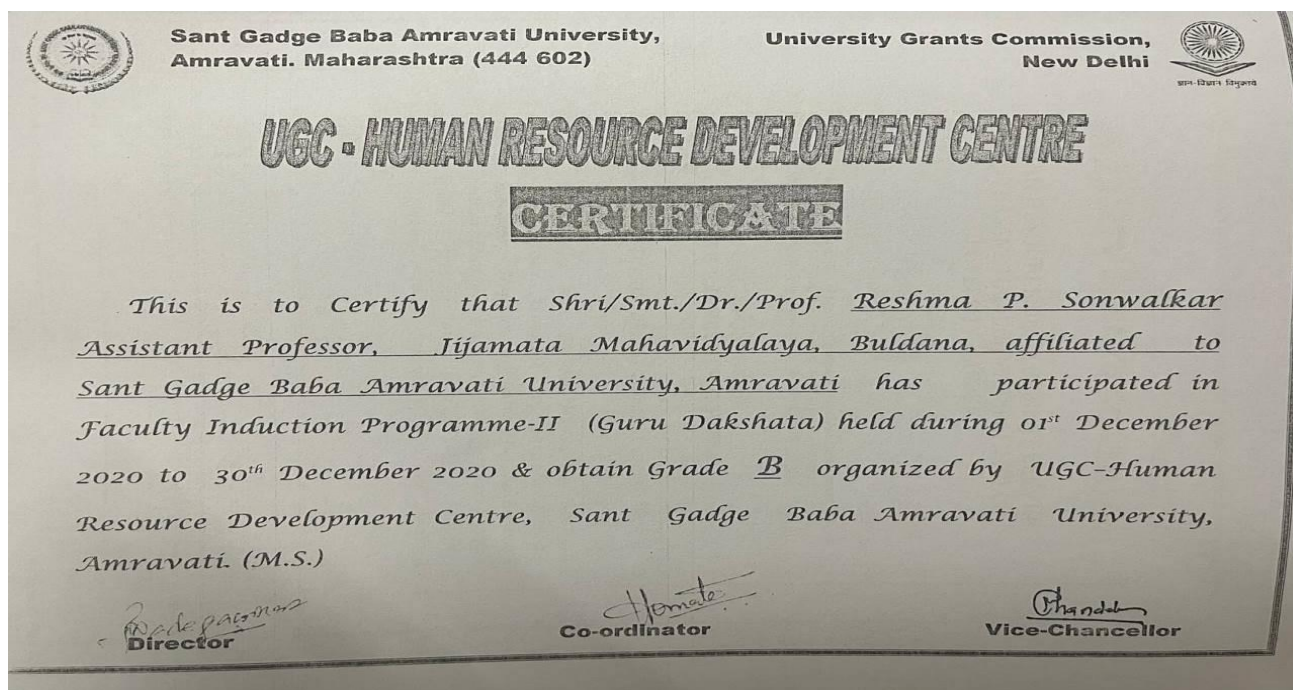 Sant Gadge Baba Amravati University,
Amravati. Maharashtra (444 602)
University Grants Commission,
New Delhi
ज्ञान-विज्ञान विमुक्तये
UGC - HUMAN RESOURCE DEVELOPMENT CENTRE
CERTIFICATE
This is to Certify that Shri/Smt./Dr./Prof. Reshma P. Sonwalkar
Assistant Professor, Jijamata Mahavidyalaya, Buldana, affiliated to
Sant Gadge Baba Amravati University, Amravati has participated in
Faculty Induction Programme-II (Guru Dakshata) held during 01st December
2020 to 30th December 2020 & obtain Grade B organized by UGC-Human
Resource Development Centre, Sant Gadge Baba Amravati University,
Amravati. (M.S.)
Director
Co-ordinator
Vice-Chancellor